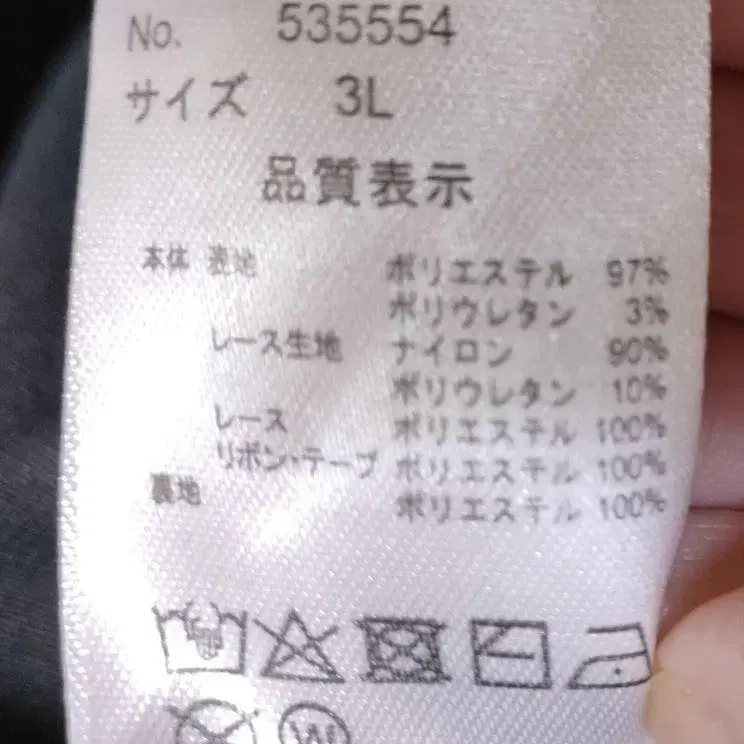 No. 535554
サイズ 3L
品質表示
本体 表地 ポリエステル 97%
ポリウレタン 3%
レース生地 ナイロン 90%
ポリウレタン 10%
レース ポリエステル 100%
リボン・テープ ポリエステル 100%
裏地 ポリエステル 100%
W